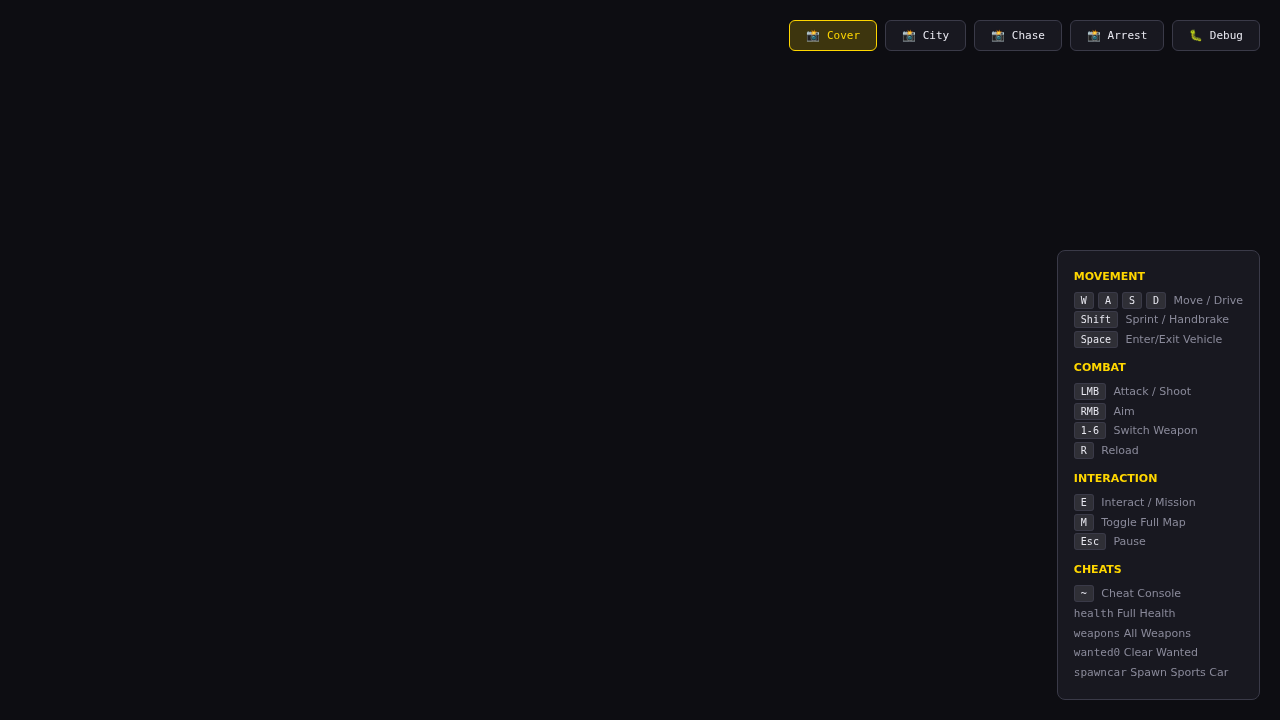 📸 Cover 📸 City 📸 Chase 📸 Arrest 🐛 Debug
MOVEMENT
W A S D Move / Drive
Shift Sprint / Handbrake
Space Enter/Exit Vehicle
COMBAT
LMB Attack / Shoot
RMB Aim
1-6 Switch Weapon
R Reload
INTERACTION
E Interact / Mission
M Toggle Full Map
Esc Pause
CHEATS
~ Cheat Console
health Full Health
weapons All Weapons
wanted0 Clear Wanted
spawncar Spawn Sports Car